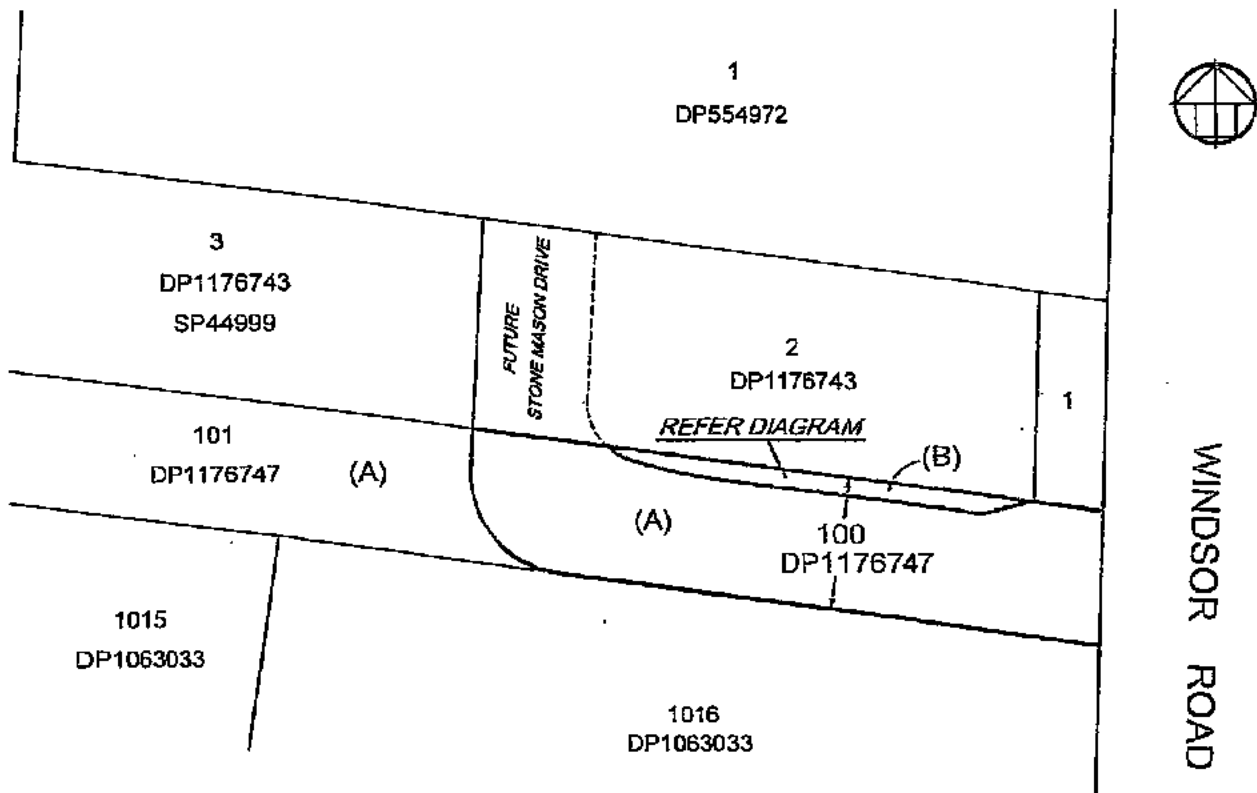 1
DP554972
3
DP1176743
SP44999
FUTURE
STONE MASON DRIVE
2
DP1176743
1
REFER DIAGRAM
(B)
101
DP1176747
(A)
(A)
100
DP1176747
WINDSOR ROAD
1015
DP1063033
1016
DP1063033